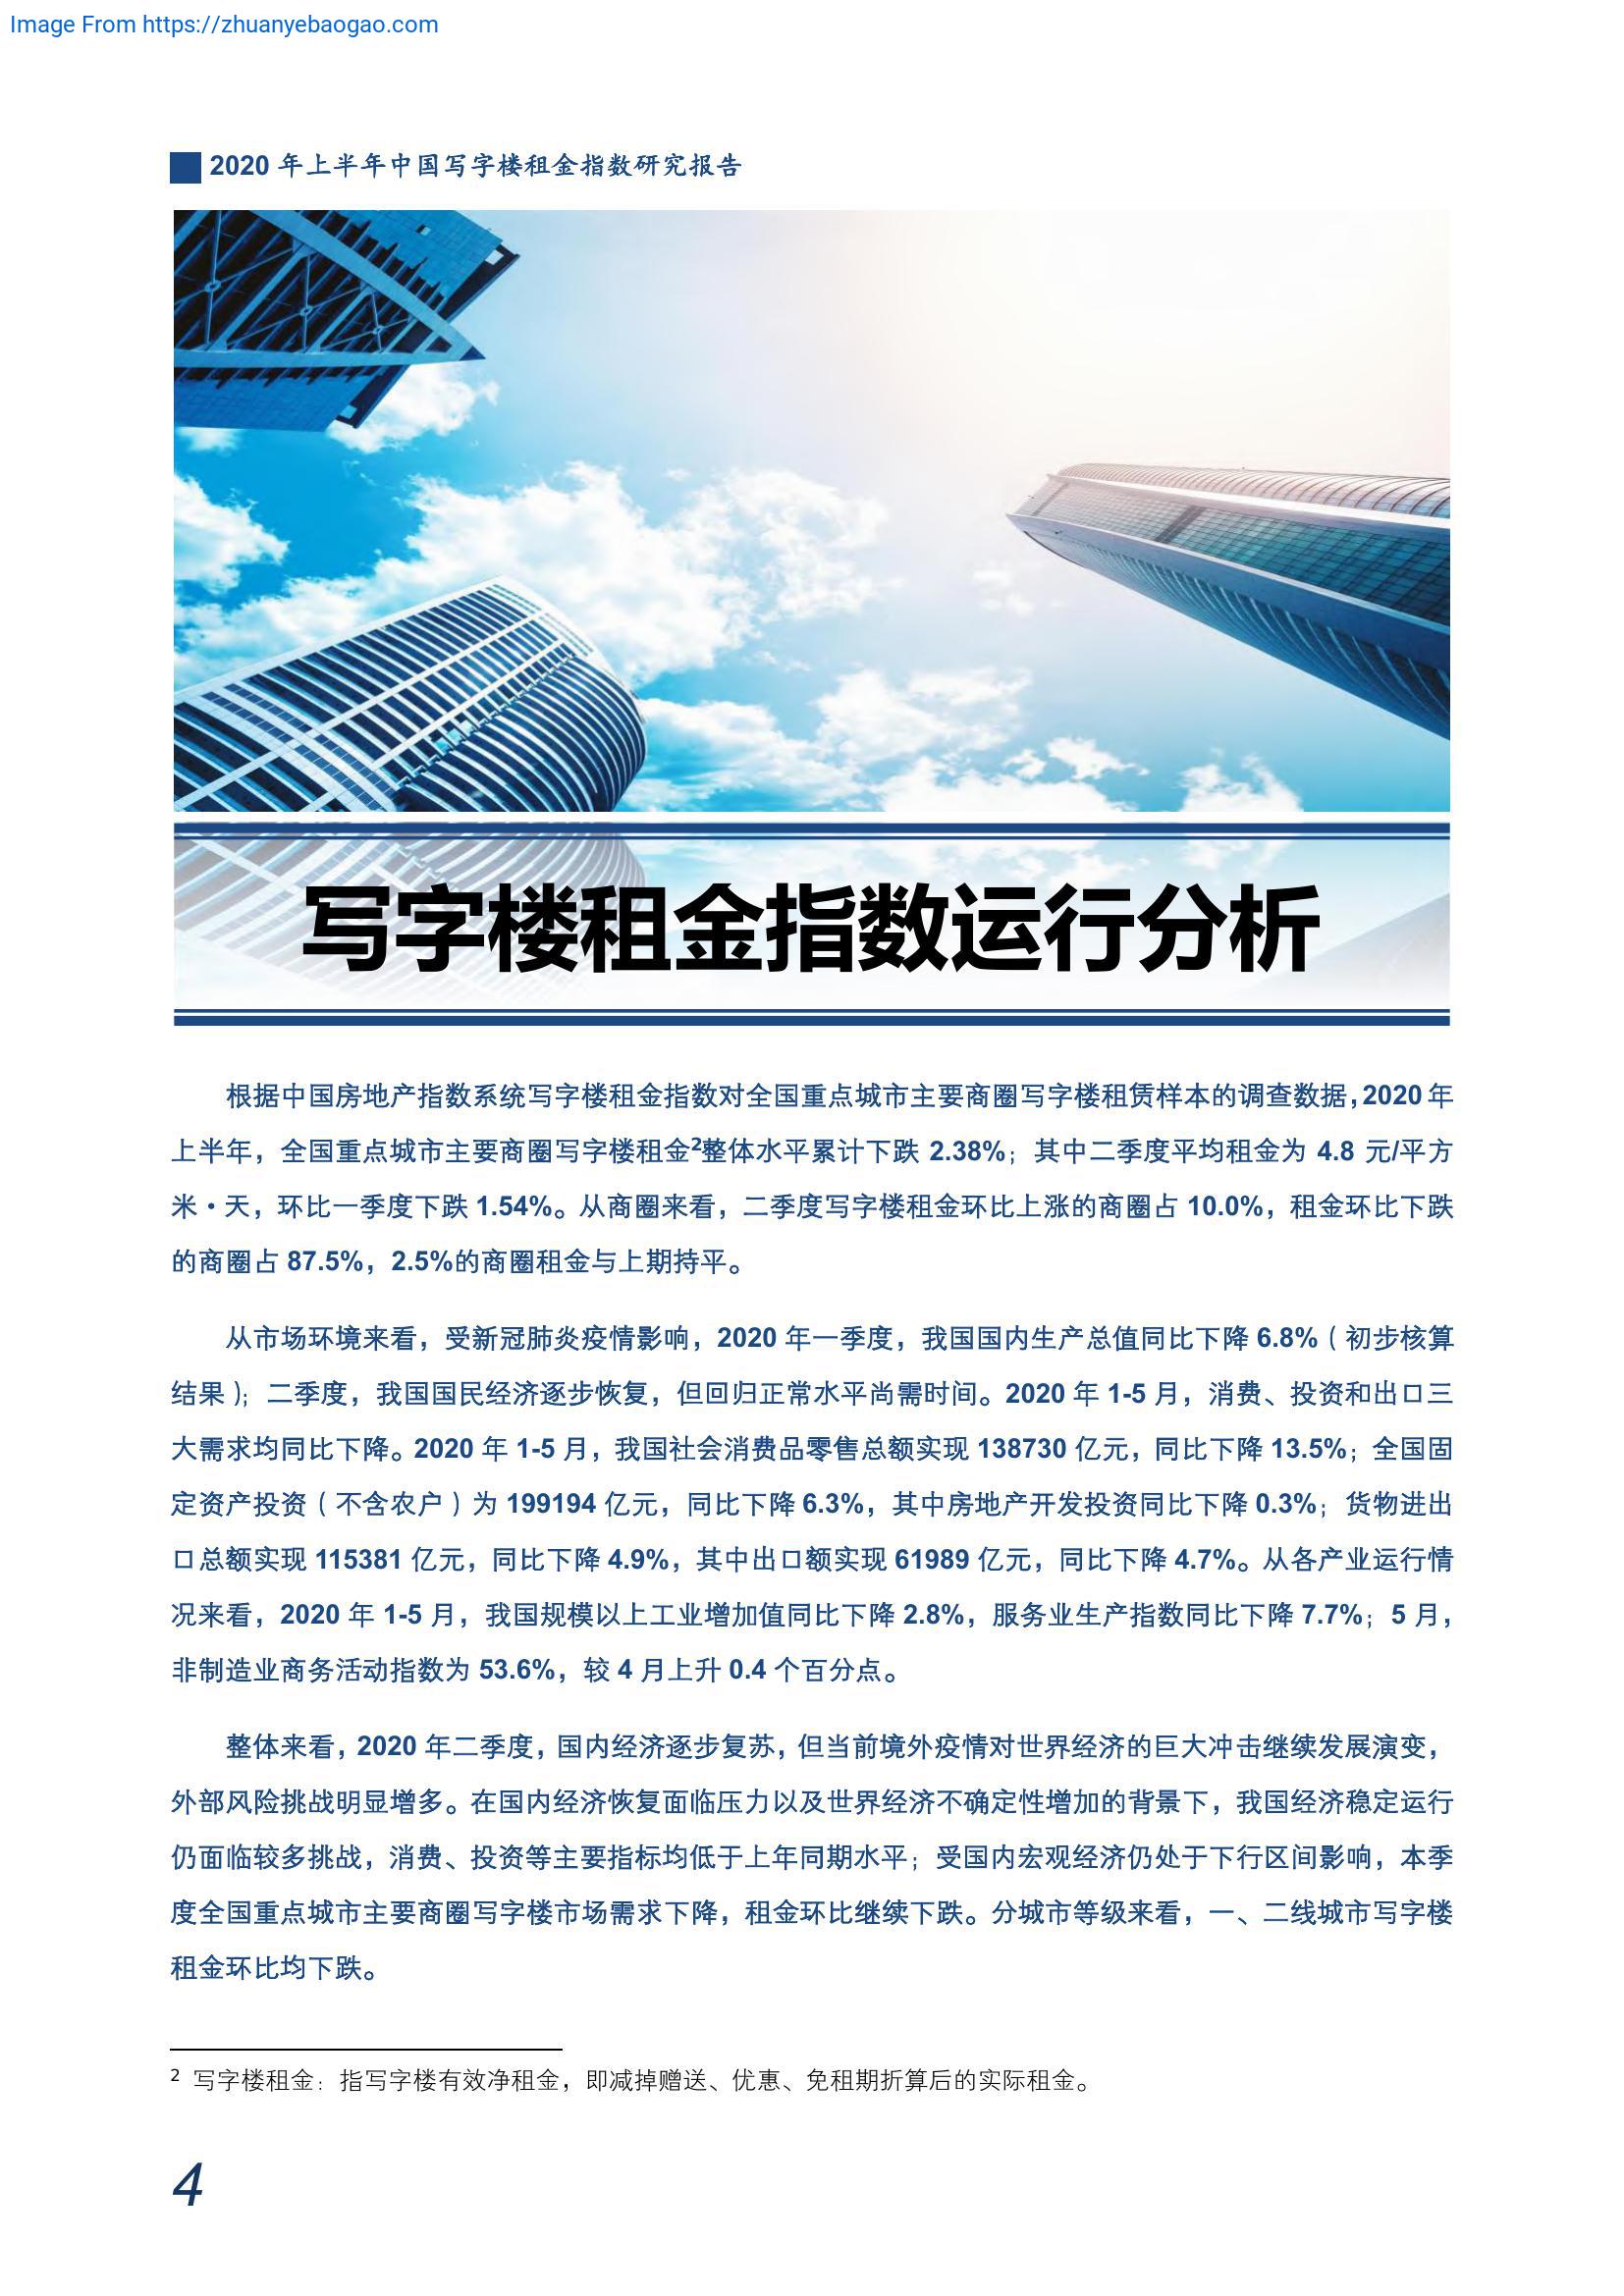 Image From https://zhuanyebaogao.com
2020 年上半年中国写字楼租金指数研究报告
写字楼租金指数运行分析
根据中国房地产指数系统写字楼租金指数对全国重点城市主要商圈写字楼租赁样本的调查数据，2020 年
上半年，全国重点城市主要商圈写字楼租金²整体水平累计下跌 2.38%；其中二季度平均租金为 4.8 元/平方
米·天，环比一季度下跌 1.54%。从商圈来看，二季度写字楼租金环比上涨的商圈占 10.0%，租金环比下跌
的商圈占 87.5%，2.5%的商圈租金与上期持平。
从市场环境来看，受新冠肺炎疫情影响，2020 年一季度，我国国内生产总值同比下降 6.8%（初步核算
结果）；二季度，我国国民经济逐步恢复，但回归正常水平尚需时间。2020 年 1-5 月，消费、投资和出口三
大需求均同比下降。2020 年 1-5 月，我国社会消费品零售总额实现 138730 亿元，同比下降 13.5%；全国固
定资产投资（不含农户）为 199194 亿元，同比下降 6.3%，其中房地产开发投资同比下降 0.3%；货物进出
口总额实现 115381 亿元，同比下降 4.9%，其中出口额实现 61989 亿元，同比下降 4.7%。从各产业运行情
况来看，2020 年 1-5 月，我国规模以上工业增加值同比下降 2.8%，服务业生产指数同比下降 7.7%；5 月，
非制造业商务活动指数为 53.6%，较 4 月上升 0.4 个百分点。
整体来看，2020 年二季度，国内经济逐步复苏，但当前境外疫情对世界经济的巨大冲击继续发展演变，
外部风险挑战明显增多。在国内经济恢复面临压力以及世界经济不确定性增加的背景下，我国经济稳定运行
仍面临较多挑战，消费、投资等主要指标均低于上年同期水平；受国内宏观经济仍处于下行区间影响，本季
度全国重点城市主要商圈写字楼市场需求下降，租金环比继续下跌。分城市等级来看，一、二线城市写字楼
租金环比均下跌。
² 写字楼租金：指写字楼有效净租金，即减掉赠送、优惠、免租期折算后的实际租金。
4